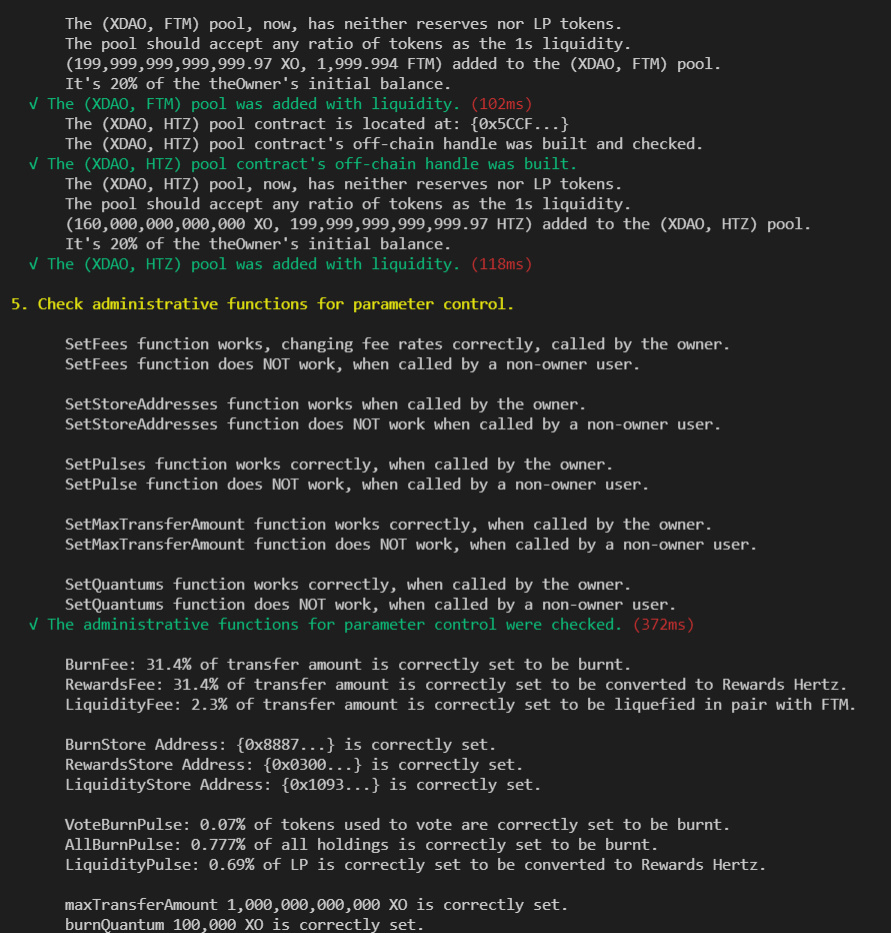 The (XDAO, FTM) pool, now, has neither reserves nor LP tokens.
The pool should accept any ratio of tokens as the 1s liquidity.
(199,999,999,999,999.97 XO, 1,999.994 FTM) added to the (XDAO, FTM) pool.
It's 20% of the theOwner's initial balance.
√ The (XDAO, FTM) pool was added with liquidity. (102ms)
The (XDAO, HTZ) pool contract is located at: {0x5CCF...}
The (XDAO, HTZ) pool contract's off-chain handle was built and checked.
√ The (XDAO, HTZ) pool contract's off-chain handle was built.
The (XDAO, HTZ) pool, now, has neither reserves nor LP tokens.
The pool should accept any ratio of tokens as the 1s liquidity.
(160,000,000,000,000 XO, 199,999,999,999,999.97 HTZ) added to the (XDAO, HTZ) pool.
It's 20% of the theOwner's initial balance.
√ The (XDAO, HTZ) pool was added with liquidity. (118ms)
5. Check administrative functions for parameter control.
SetFees function works, changing fee rates correctly, called by the owner.
SetFees function does NOT work, when called by a non-owner user.
SetStoreAddresses function works when called by the owner.
SetStoreAddresses function does NOT work when called by a non-owner user.
SetPulses function works correctly, when called by the owner.
SetPulse function does NOT work, when called by a non-owner user.
SetMaxTransferAmount function works correctly, when called by the owner.
SetMaxTransferAmount function does NOT work, when called by a non-owner user.
SetQuantums function works correctly, when called by the owner.
SetQuantums function does NOT work, when called by a non-owner user.
√ The administrative functions for parameter control were checked. (372ms)
BurnFee: 31.4% of transfer amount is correctly set to be burnt.
RewardsFee: 31.4% of transfer amount is correctly set to be converted to Rewards Hertz.
LiquidityFee: 2.3% of transfer amount is correctly set to be liquefied in pair with FTM.
BurnStore Address: {0x8887...} is correctly set.
RewardsStore Address: {0x0300...} is correctly set.
LiquidityStore Address: {0x1093...} is correctly set.
VoteBurnPulse: 0.07% of tokens used to vote are correctly set to be burnt.
AllBurnPulse: 0.777% of all holdings is correctly set to be burnt.
LiquidityPulse: 0.69% of LP is correctly set to be converted to Rewards Hertz.
maxTransferAmount 1,000,000,000,000 XO is correctly set.
burnQuantum 100,000 XO is correctly set.